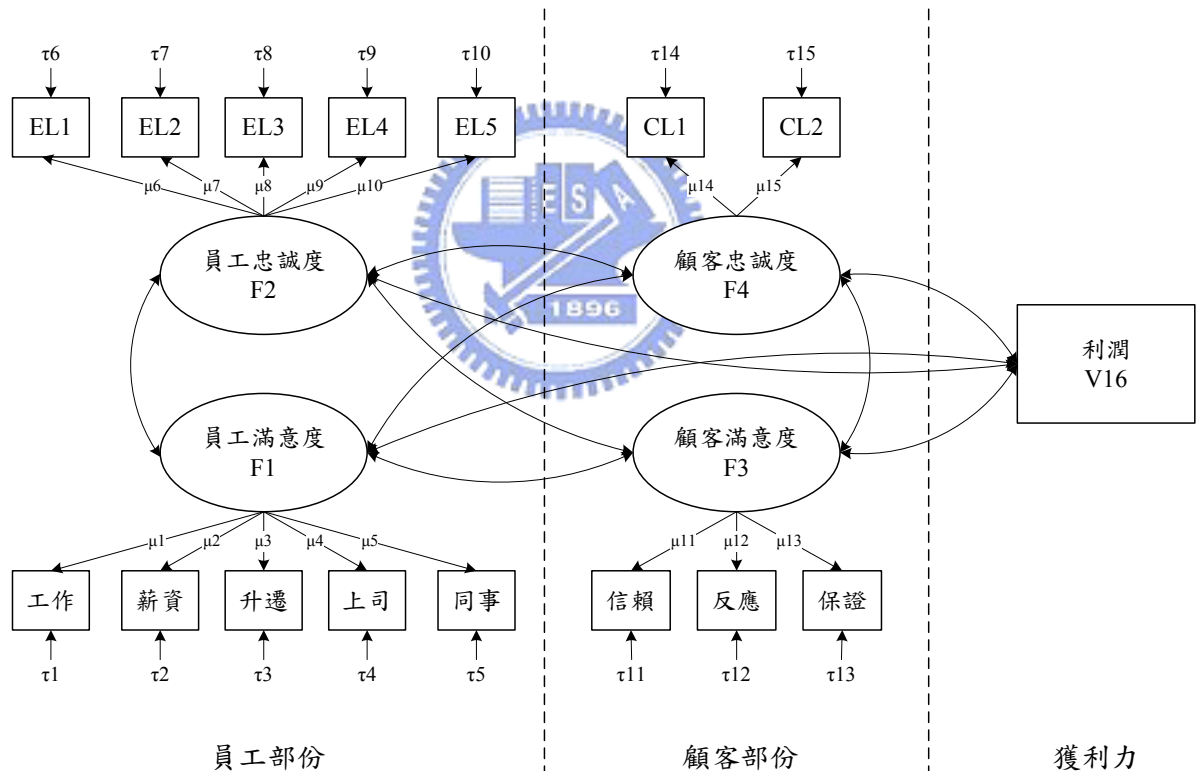 τ6 τ7 τ8 τ9 τ10 τ14 τ15
EL1 EL2 EL3 EL4 EL5 CL1 CL2
μ6 μ7 μ8 μ9 μ10 μ14 μ15
E S A
1896
員工忠誠度
F2
顧客忠誠度
F4
利潤
V16
員工滿意度
F1
顧客滿意度
F3
μ1 μ2 μ3 μ4 μ5 μ11 μ12 μ13
工作 薪資 升遷 上司 同事 信賴 反應 保證
τ1 τ2 τ3 τ4 τ5 τ11 τ12 τ13
員工部份 顧客部份 獲利力